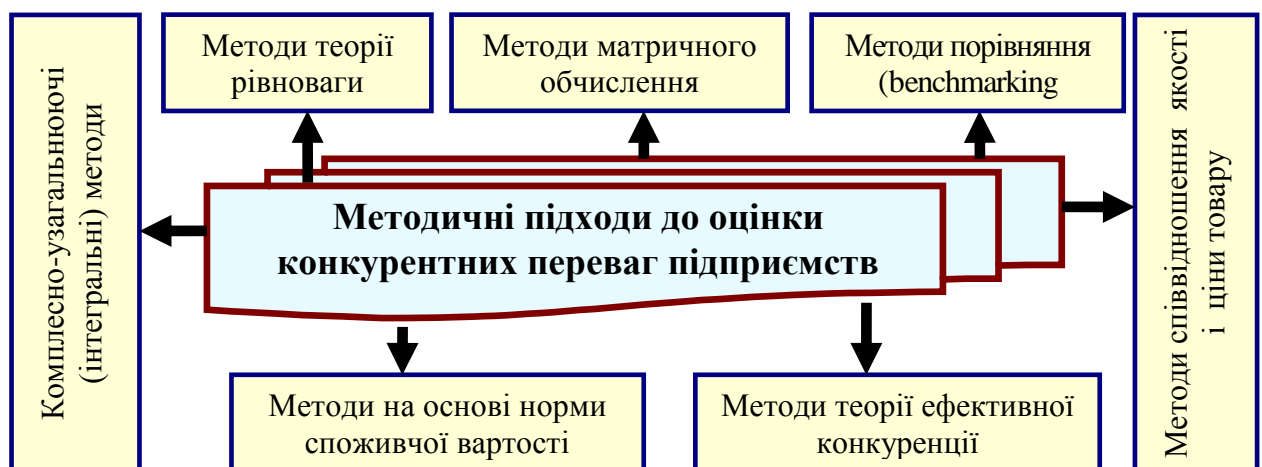 Комплесно-узагальнюючі
(інтегральні) методи
Методи теорії
рівноваги
Методи матричного
обчислення
Методи порівняння
(benchmarking
Методичні підходи до оцінки
конкурентних переваг підприємств
Методи на основі норми
споживчої вартості
Методи теорії ефективної
конкуренції
Методи співвідношення якості
і ціни товару